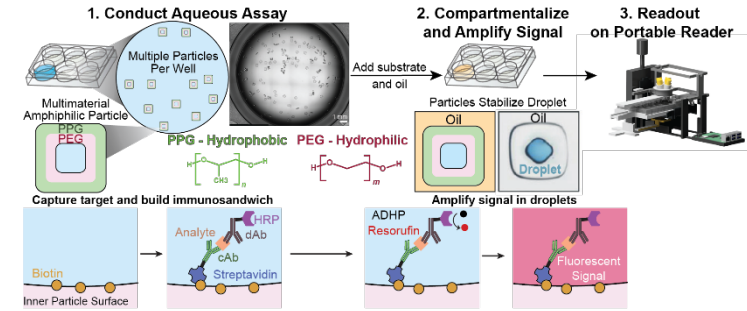 1. Conduct Aqueous Assay
2. Compartmentalize
and Amplify Signal
3. Readout
on Portable Reader
Multiple Particles
Per Well
1 mm
Add substrate
and oil
Multimaterial
Amphiphilic Particle
PPG
PEG
PPG - Hydrophobic
PEG - Hydrophilic
H O O H
CH3 n
H O O H
m
Particles Stabilize Droplet
Oil
Oil
Droplet
Capture target and build immunosandwich
Amplify signal in droplets
Biotin
Inner Particle Surface
HRP
Analyte
dAb
cAb
Streptavidin
ADHP
Resorufin
Fluorescent
Signal